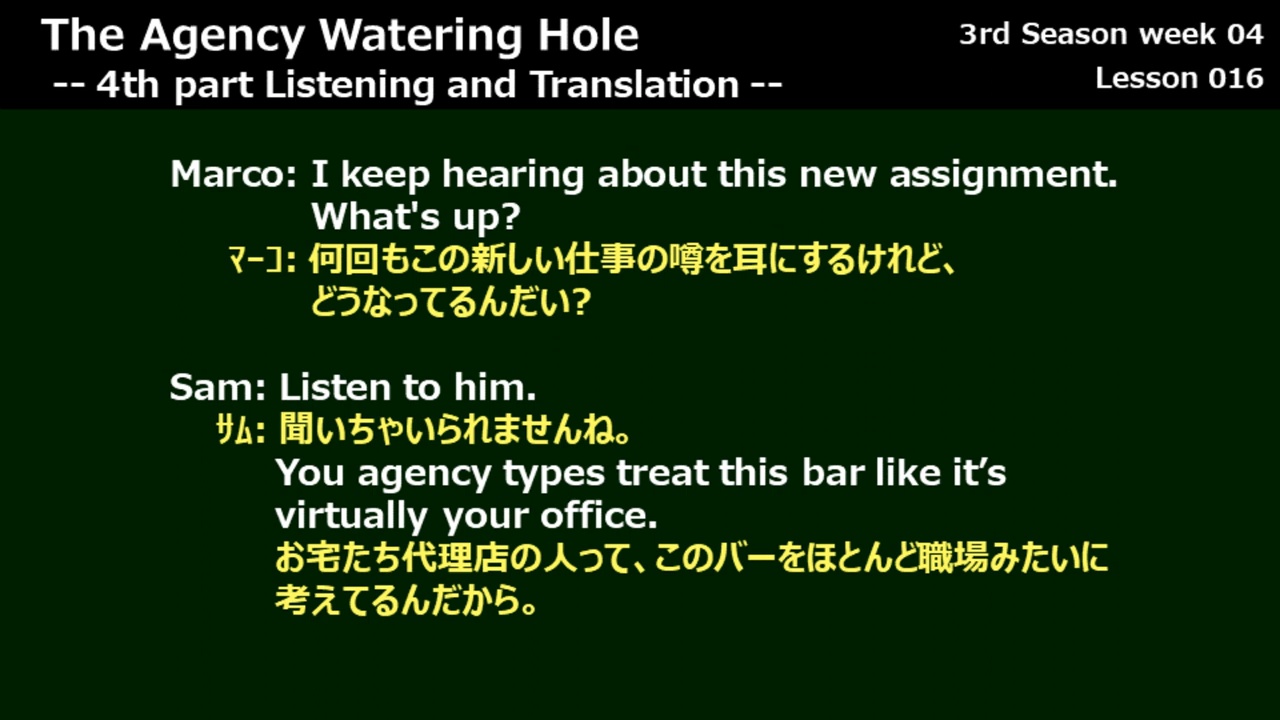 The Agency Watering Hole
3rd Season week 04
-- 4th part Listening and Translation --
Lesson 016
Marco: I keep hearing about this new assignment.
What's up?
ﾏｰｺ: 何回もこの新しい仕事の噂を耳にするけれど、
どうなってるんだい?
Sam: Listen to him.
ｻﾑ: 聞いちゃいられませんね。
You agency types treat this bar like it’s
virtually your office.
お宅たち代理店の人って、このバーをほとんど職場みたいに
考えてるんだから。